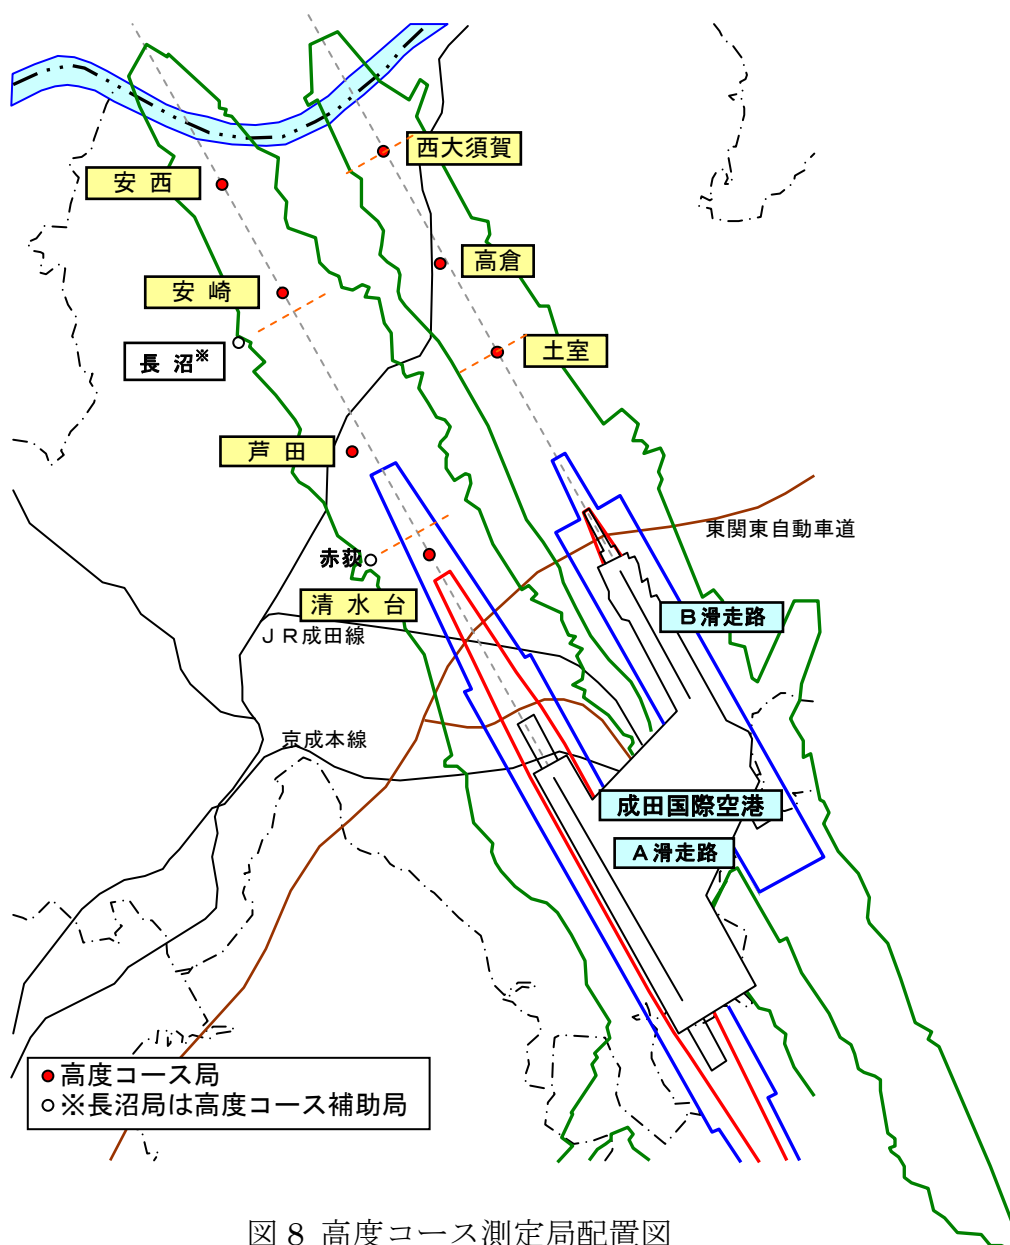 西大須賀
安 西
高倉
安 崎
土室
長 沼※
芦 田
東関東自動車道
赤荻
清 水 台
B滑走路
JR成田線
京成本線
成田国際空港
A滑走路
高度コース局
※長沼局は高度コース補助局
図 8 高度コース測定局配置図